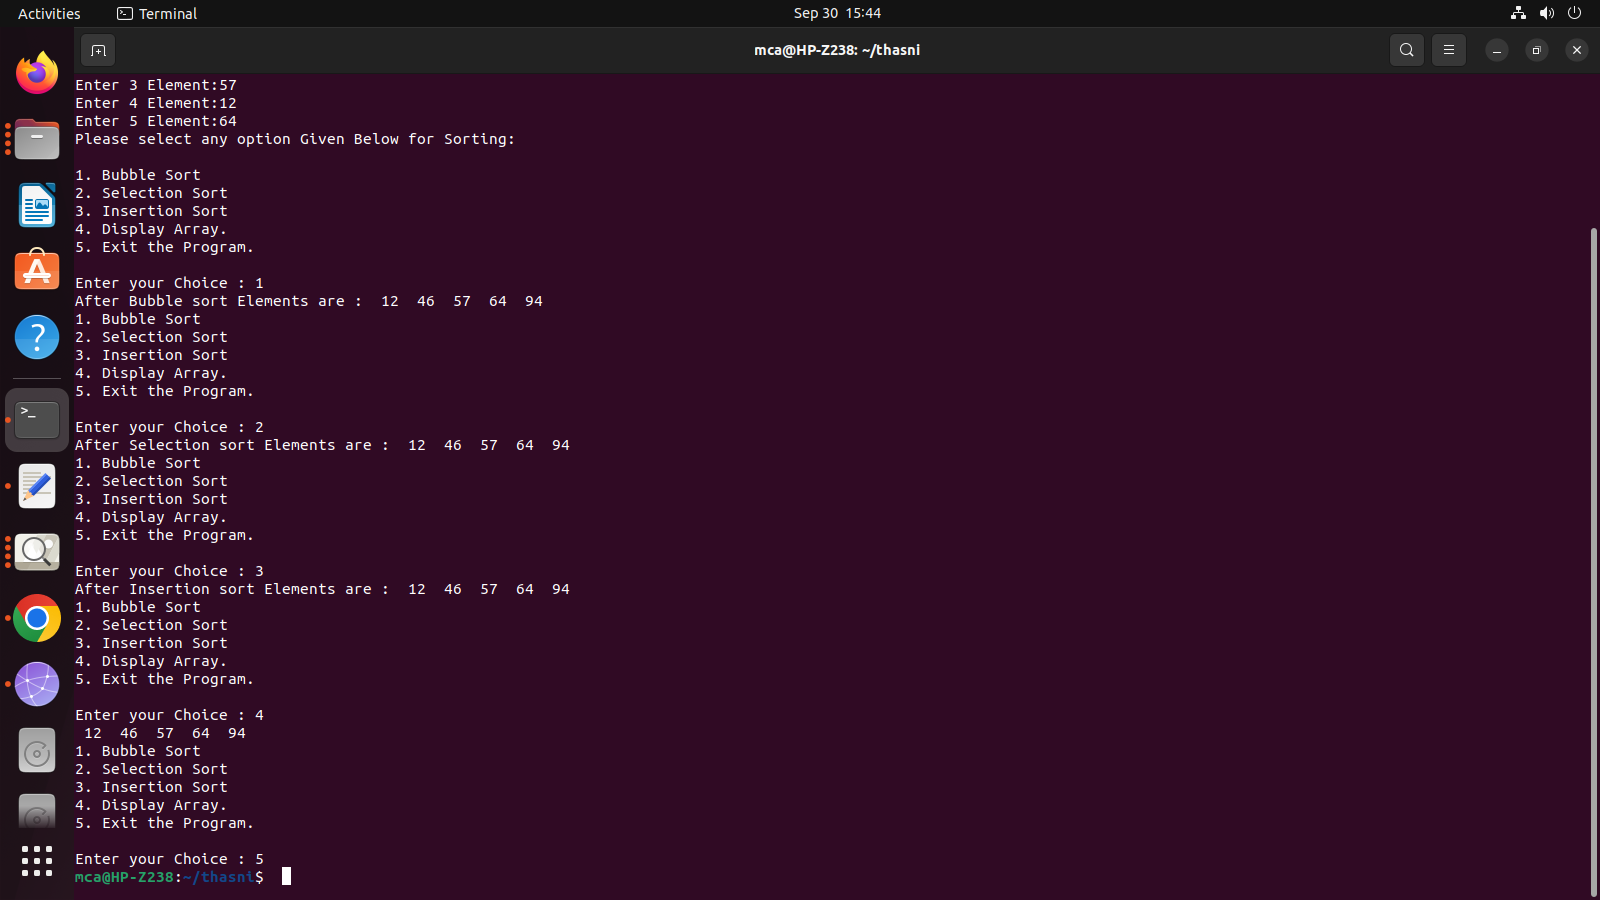 Activities Terminal Sep 30 15:44
mca@HP-Z238: ~/thasni
Enter 3 Element:57
Enter 4 Element:12
Enter 5 Element:64
Please select any option Given Below for Sorting:
1. Bubble Sort
2. Selection Sort
3. Insertion Sort
4. Display Array.
5. Exit the Program.
Enter your Choice : 1
After Bubble sort Elements are :  12  46  57  64  94
1. Bubble Sort
2. Selection Sort
3. Insertion Sort
4. Display Array.
5. Exit the Program.
Enter your Choice : 2
After Selection sort Elements are :  12  46  57  64  94
1. Bubble Sort
2. Selection Sort
3. Insertion Sort
4. Display Array.
5. Exit the Program.
Enter your Choice : 3
After Insertion sort Elements are :  12  46  57  64  94
1. Bubble Sort
2. Selection Sort
3. Insertion Sort
4. Display Array.
5. Exit the Program.
Enter your Choice : 4
 12  46  57  64  94
1. Bubble Sort
2. Selection Sort
3. Insertion Sort
4. Display Array.
5. Exit the Program.
Enter your Choice : 5
mca@HP-Z238:~/thasni$